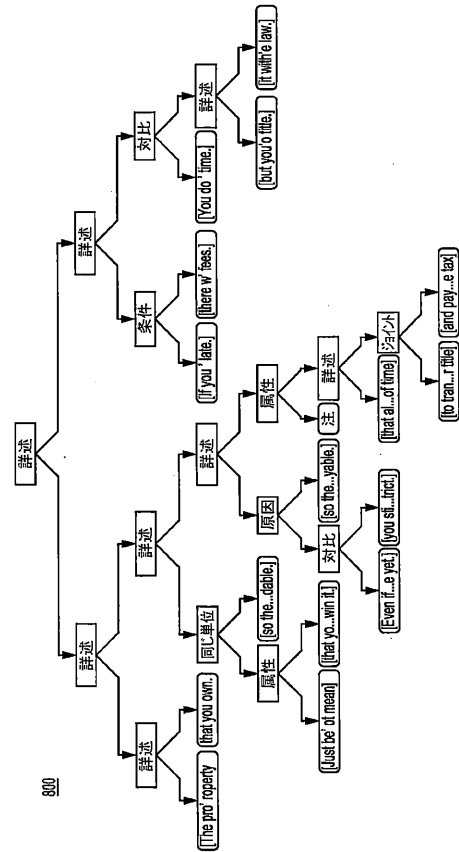 800
詳述
詳述
詳述
詳述
詳述
条件
対比
[The pro' roperty
that you own.
同じ単位
詳述
[If you ' late.]
[there w' fees.]
[You do ' time.]
詳述
属性
[so the...dable.]
原因
属性
[but you'o title.]
[it with'e law.]
[Just be' ot mean]
[that yo...win it.]
対比
[so the...yable.]
注
詳述
[Even if...e yet.]
[you sti...trict.]
[that al...of time]
ジョイント
[to tran...r title]
[and pay...e tax]